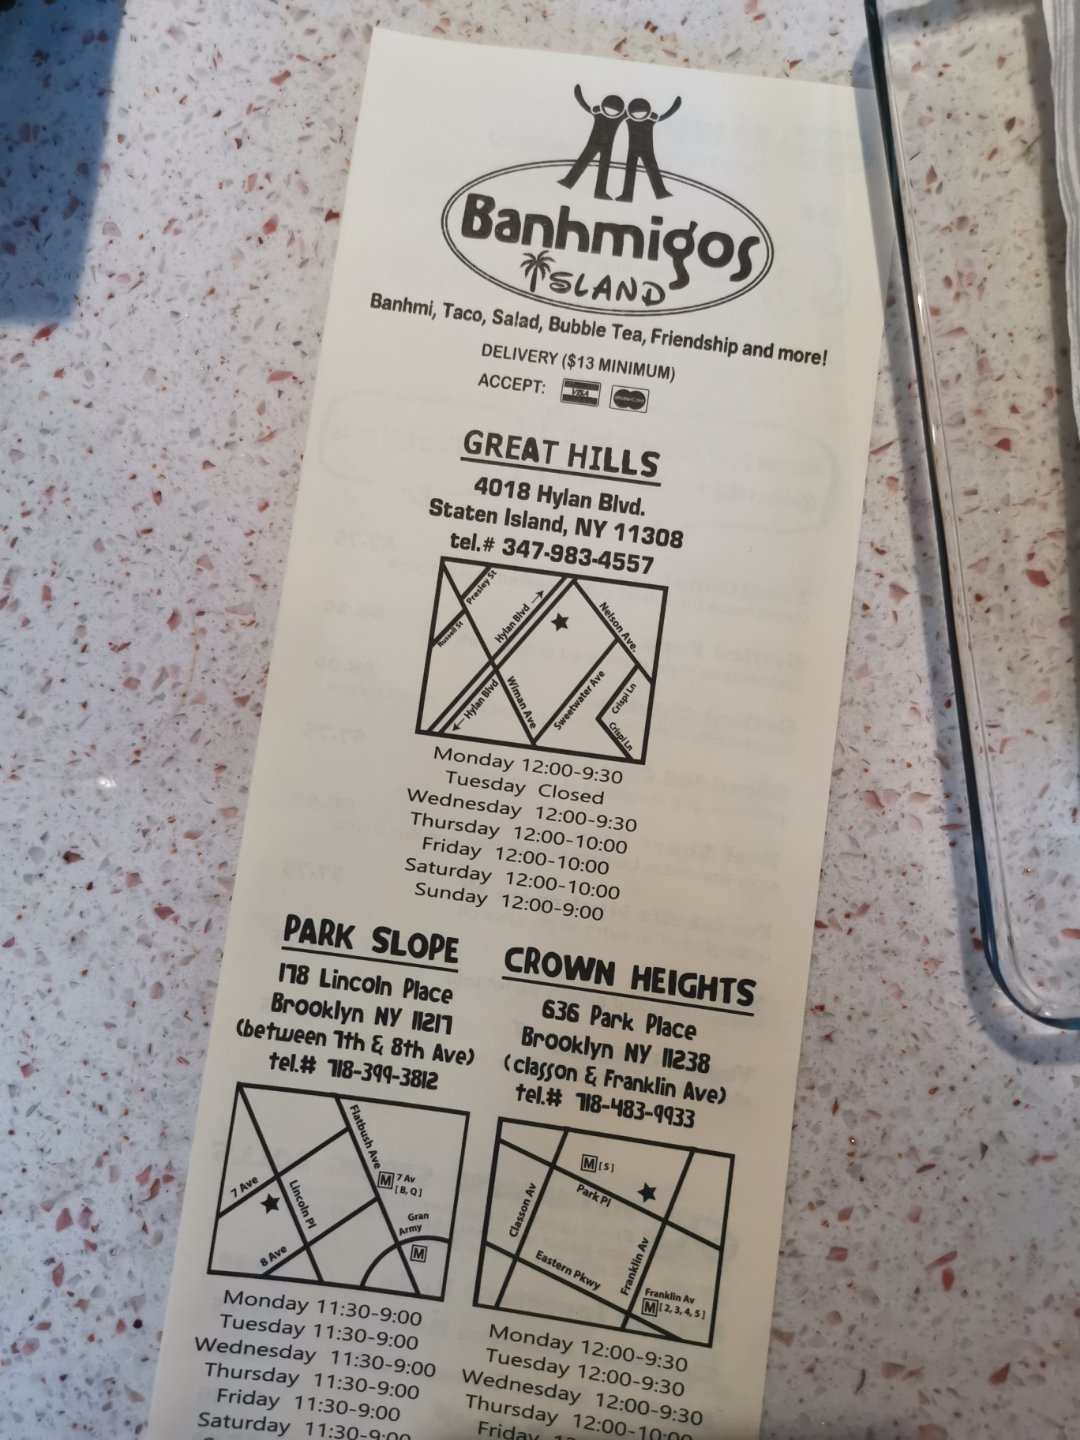 Banhmigos
ISLAND
Banhmi, Taco, Salad, Bubble Tea, Friendship and more!
DELIVERY ($13 MINIMUM)
ACCEPT: VISA MasterCard
GREAT HILLS
4018 Hylan Blvd.
Staten Island, NY 11308
tel.# 347-983-4557
Presley St
Russell St
Hylan Blvd
Nelson Ave.
Hylan Blvd
Wiman Ave
Sweetwater Ave
Crispi Ln
Crispi Ln
Monday 12:00-9:30
Tuesday Closed
Wednesday 12:00-9:30
Thursday 12:00-10:00
Friday 12:00-10:00
Saturday 12:00-10:00
Sunday 12:00-9:00
PARK SLOPE
178 Lincoln Place
Brooklyn NY 11217
(between 7th & 8th Ave)
tel.# 718-399-3812
Flatbush Ave
M 7 Av
[B, Q]
7 Ave
Lincoln Pl
Gran
Army
M
8 Ave
Monday 11:30-9:00
Tuesday 11:30-9:00
Wednesday 11:30-9:00
Thursday 11:30-9:00
Friday 11:30-9:00
Saturday 11:30-9:00
CROWN HEIGHTS
636 Park Place
Brooklyn NY 11238
(classon & Franklin Ave)
tel.# 718-483-9933
M [S]
Park Pl
Classon Av
Eastern Pkwy
Franklin Av
Franklin Av
M [2, 3, 4, 5]
Monday 12:00-9:30
Tuesday 12:00-9:30
Wednesday 12:00-9:30
Thursday 12:00-10:00
Friday